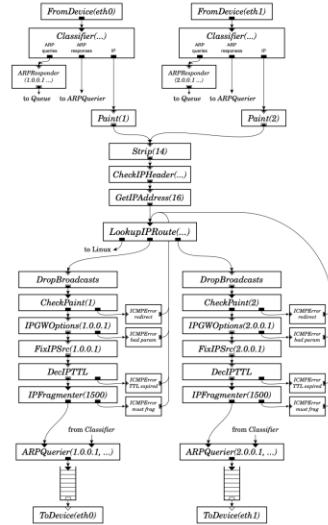 FromDevice(eth0)
FromDevice(eth1)
Classifier(...)
Classifier(...)
ARP queries
ARP responses
IP
ARP queries
ARP responses
IP
ARPResponder
(1.0.0.1 ...)
ARPResponder
(2.0.0.1 ...)
to Queue
to ARPQuerier
to Queue
to ARPQuerier
Paint(1)
Paint(2)
Strip(14)
CheckIPHeader(...)
GetIPAddress(16)
LookupIPRoute(...)
to Linux
DropBroadcasts
DropBroadcasts
CheckPaint(1)
ICMPError
redirect
CheckPaint(2)
ICMPError
redirect
IPGWOptions(1.0.0.1)
ICMPError
bad param
IPGWOptions(2.0.0.1)
ICMPError
bad param
FixIPSrc(1.0.0.1)
FixIPSrc(2.0.0.1)
DecIPTTL
ICMPError
TTL expired
DecIPTTL
ICMPError
TTL expired
IPFragmenter(1500)
ICMPError
must frag
IPFragmenter(1500)
ICMPError
must frag
from Classifier
from Classifier
ARPQuerier(1.0.0.1, ...)
ARPQuerier(2.0.0.1, ...)
ToDevice(eth0)
ToDevice(eth1)